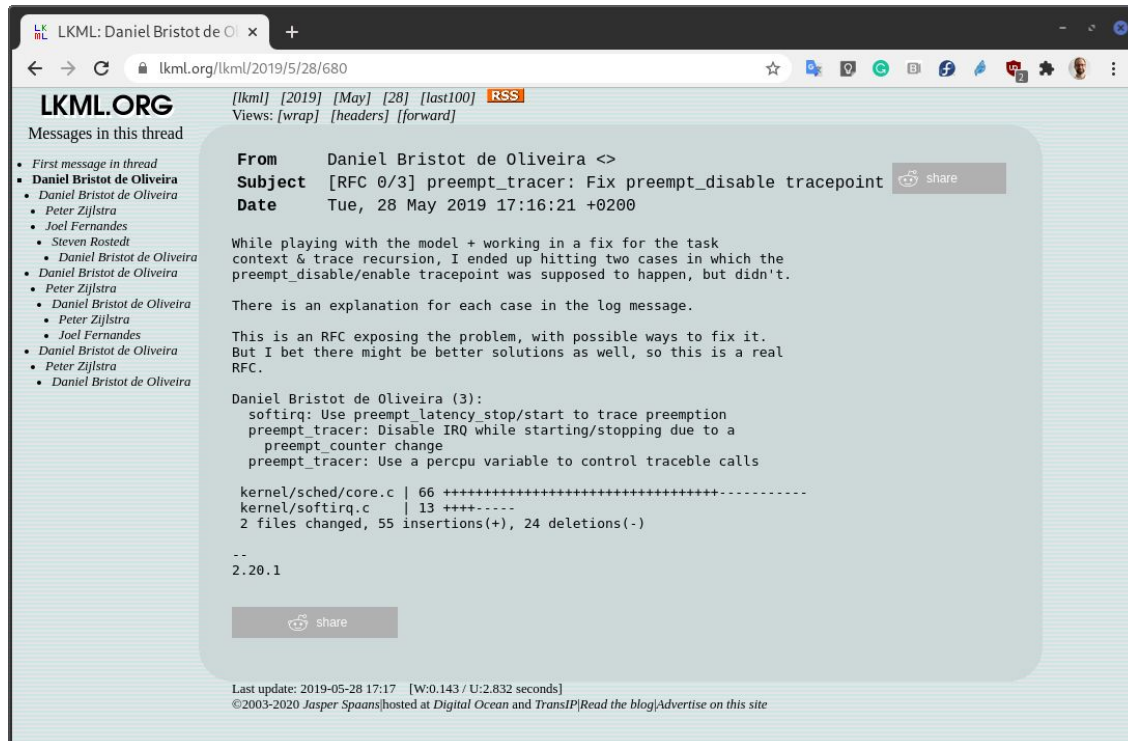 LKML: Daniel Bristot de O
lkml.org/lkml/2019/5/28/680
LKML.ORG
Messages in this thread
First message in thread
Daniel Bristot de Oliveira
Daniel Bristot de Oliveira
Peter Zijlstra
Joel Fernandes
Steven Rostedt
Daniel Bristot de Oliveira
Daniel Bristot de Oliveira
Peter Zijlstra
Daniel Bristot de Oliveira
Peter Zijlstra
Joel Fernandes
Daniel Bristot de Oliveira
Peter Zijlstra
Daniel Bristot de Oliveira
[lkml] [2019] [May] [28] [last100] RSS
Views: [wrap] [headers] [forward]
From Daniel Bristot de Oliveira <>
Subject [RFC 0/3] preempt_tracer: Fix preempt_disable tracepoint
share
Date Tue, 28 May 2019 17:16:21 +0200
While playing with the model + working in a fix for the task
context & trace recursion, I ended up hitting two cases in which the
preempt_disable/enable tracepoint was supposed to happen, but didn't.
There is an explanation for each case in the log message.
This is an RFC exposing the problem, with possible ways to fix it.
But I bet there might be better solutions as well, so this is a real
RFC.
Daniel Bristot de Oliveira (3):
softirq: Use preempt_latency_stop/start to trace preemption
preempt_tracer: Disable IRQ while starting/stopping due to a
preempt_counter change
preempt_tracer: Use a percpu variable to control traceble calls
kernel/sched/core.c | 66 ++++++++++++++++++++++++++++++++++-----------
kernel/softirq.c | 13 ++++-----
2 files changed, 55 insertions(+), 24 deletions(-)
--
2.20.1
share
Last update: 2019-05-28 17:17 [W:0.143 / U:2.832 seconds]
©2003-2020 Jasper Spaans|hosted at Digital Ocean and TransIP|Read the blog|Advertise on this site